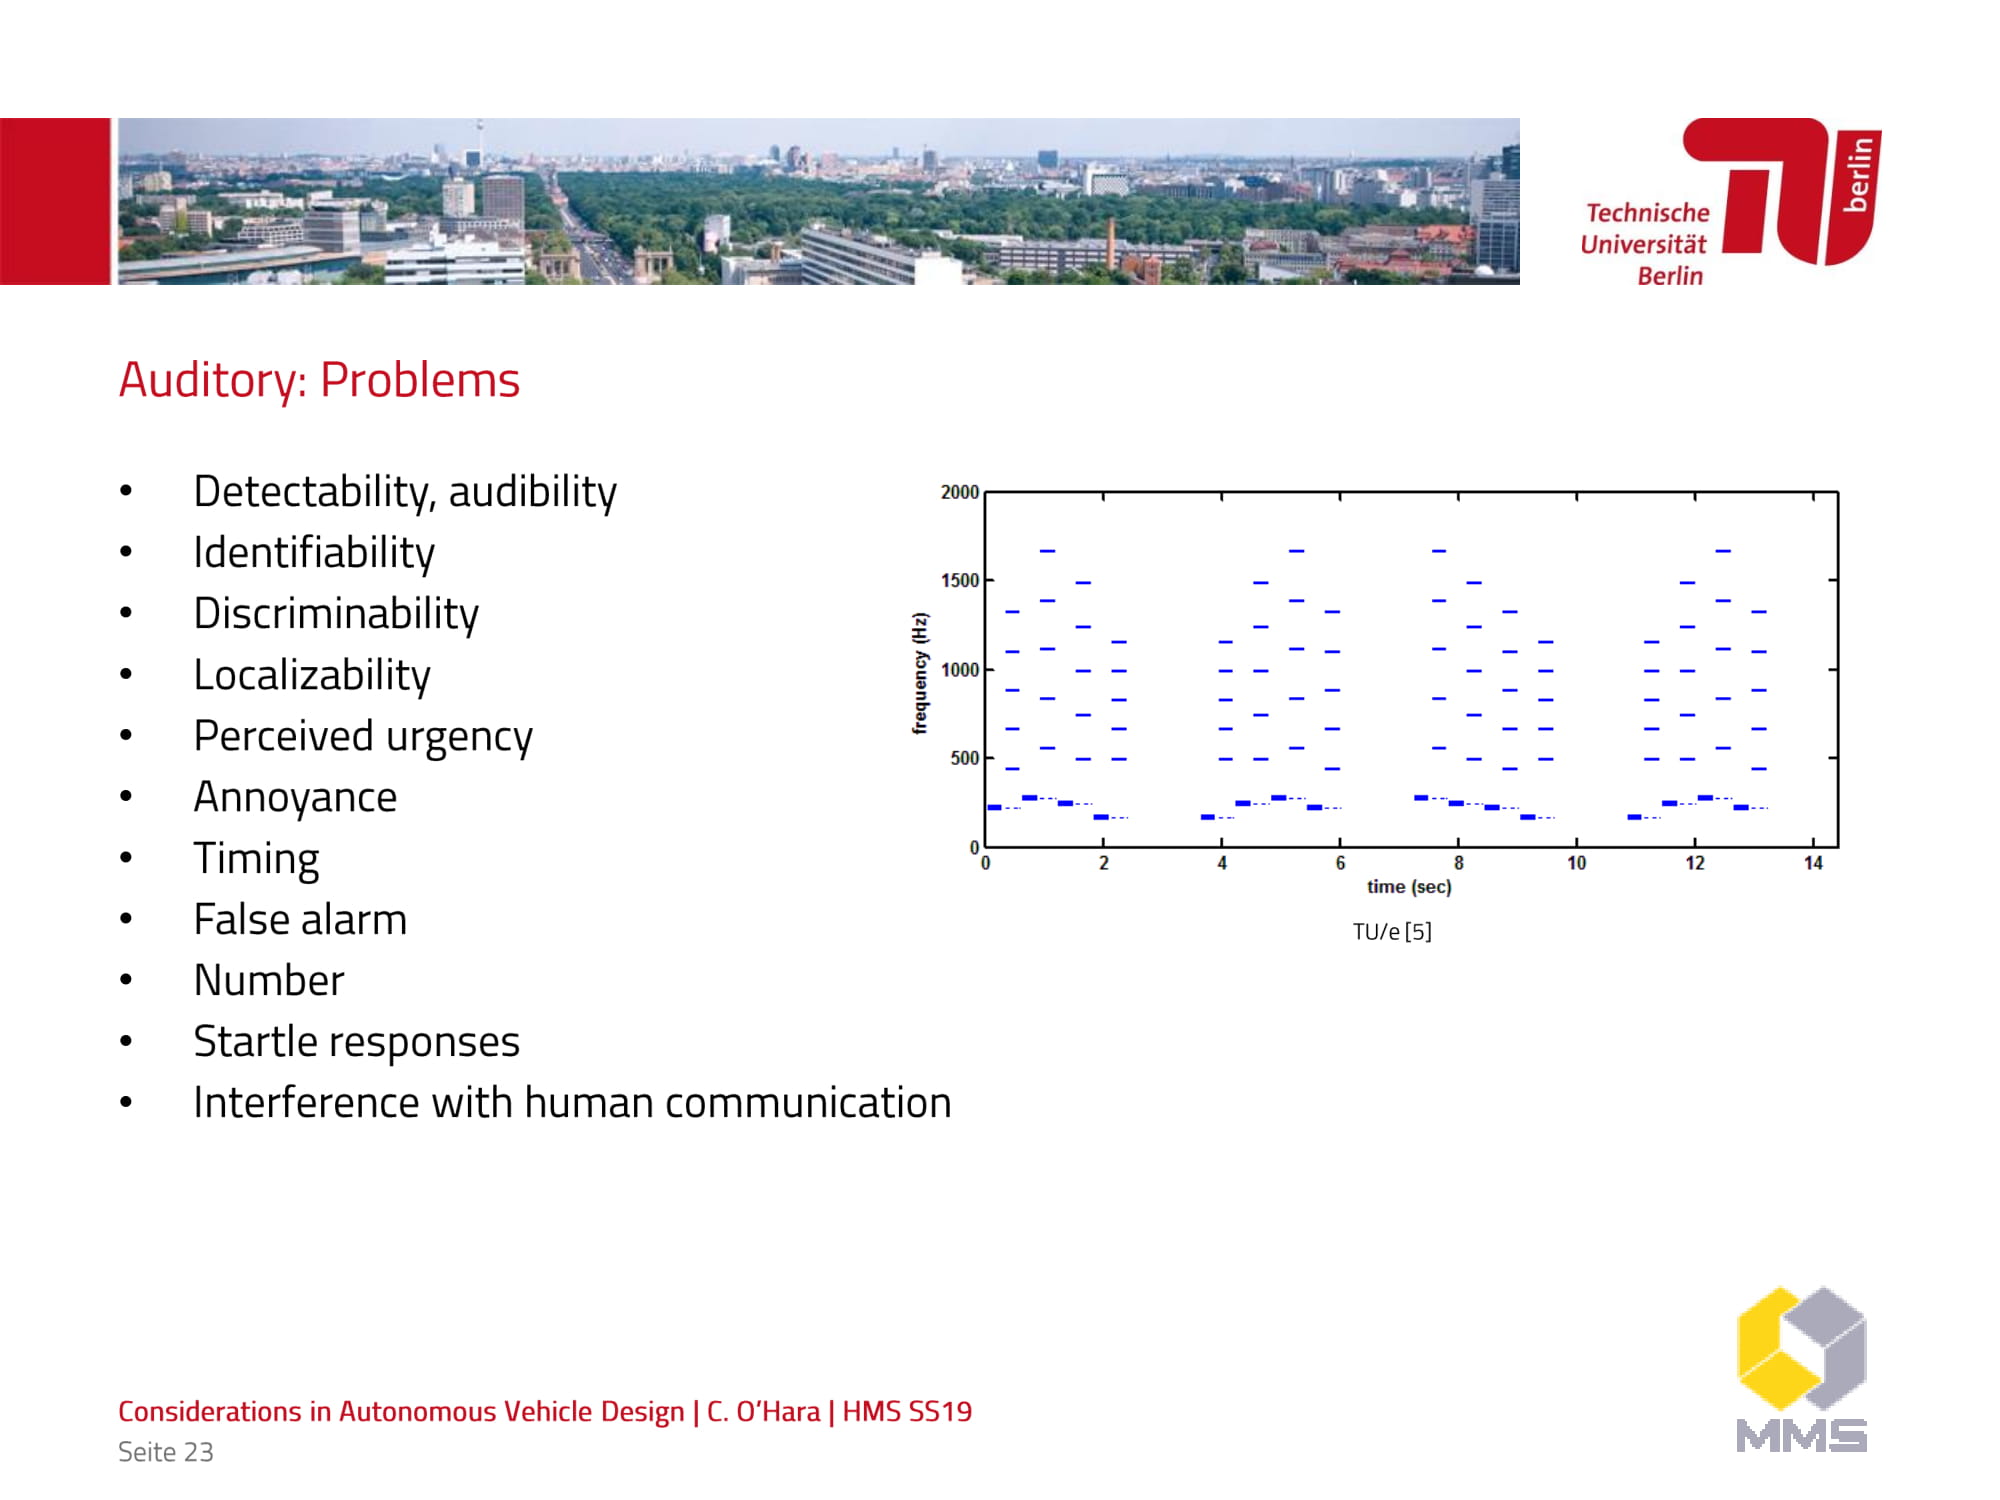 Technische
Universität
Berlin
berlin
Auditory: Problems
• Detectability, audibility
• Identifiability
• Discriminability
• Localizability
• Perceived urgency
• Annoyance
• Timing
• False alarm
• Number
• Startle responses
• Interference with human communication
2000
1500
1000
500
0
frequency (Hz)
0 2 4 6 8 10 12 14
time (sec)
TU/e [5]
Considerations in Autonomous Vehicle Design | C. O’Hara | HMS SS19
Seite 23
MMS